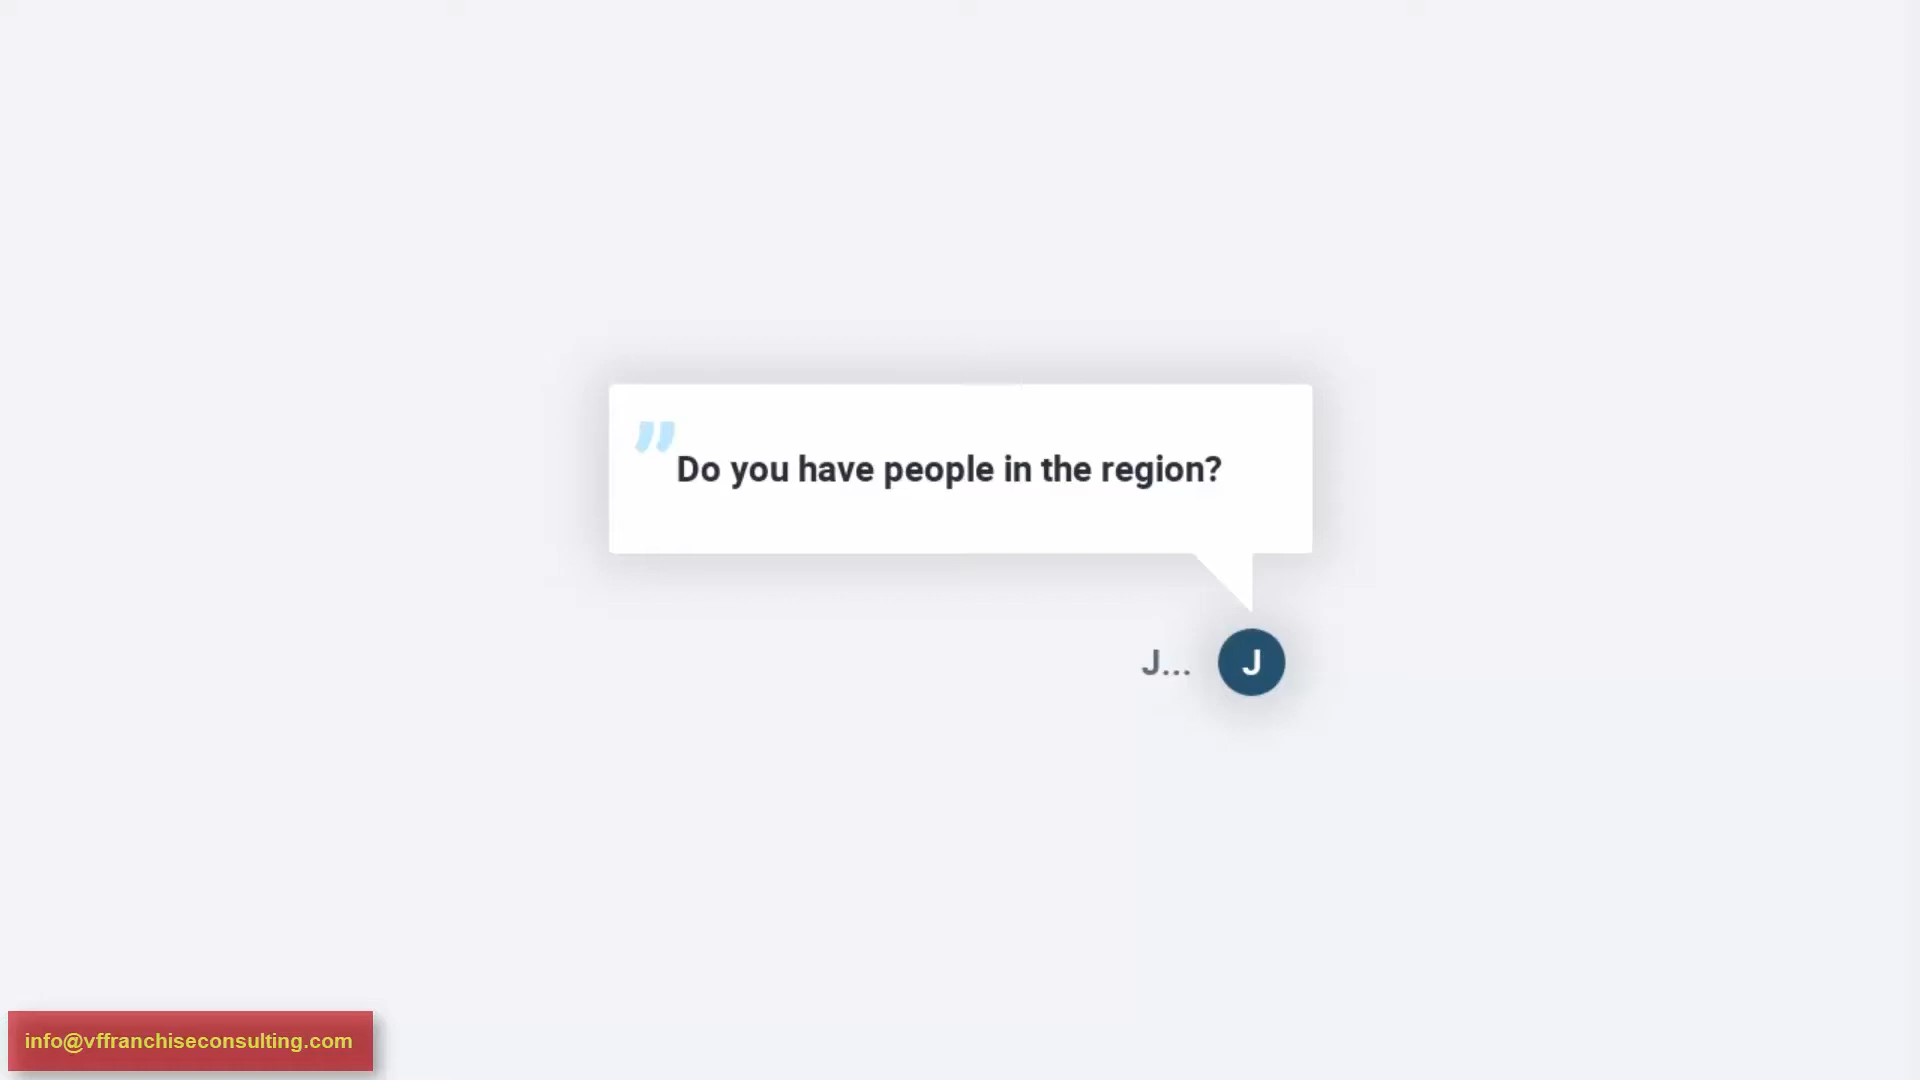 ”Do you have people in the region?
J... J
info@vffranchiseconsulting.com